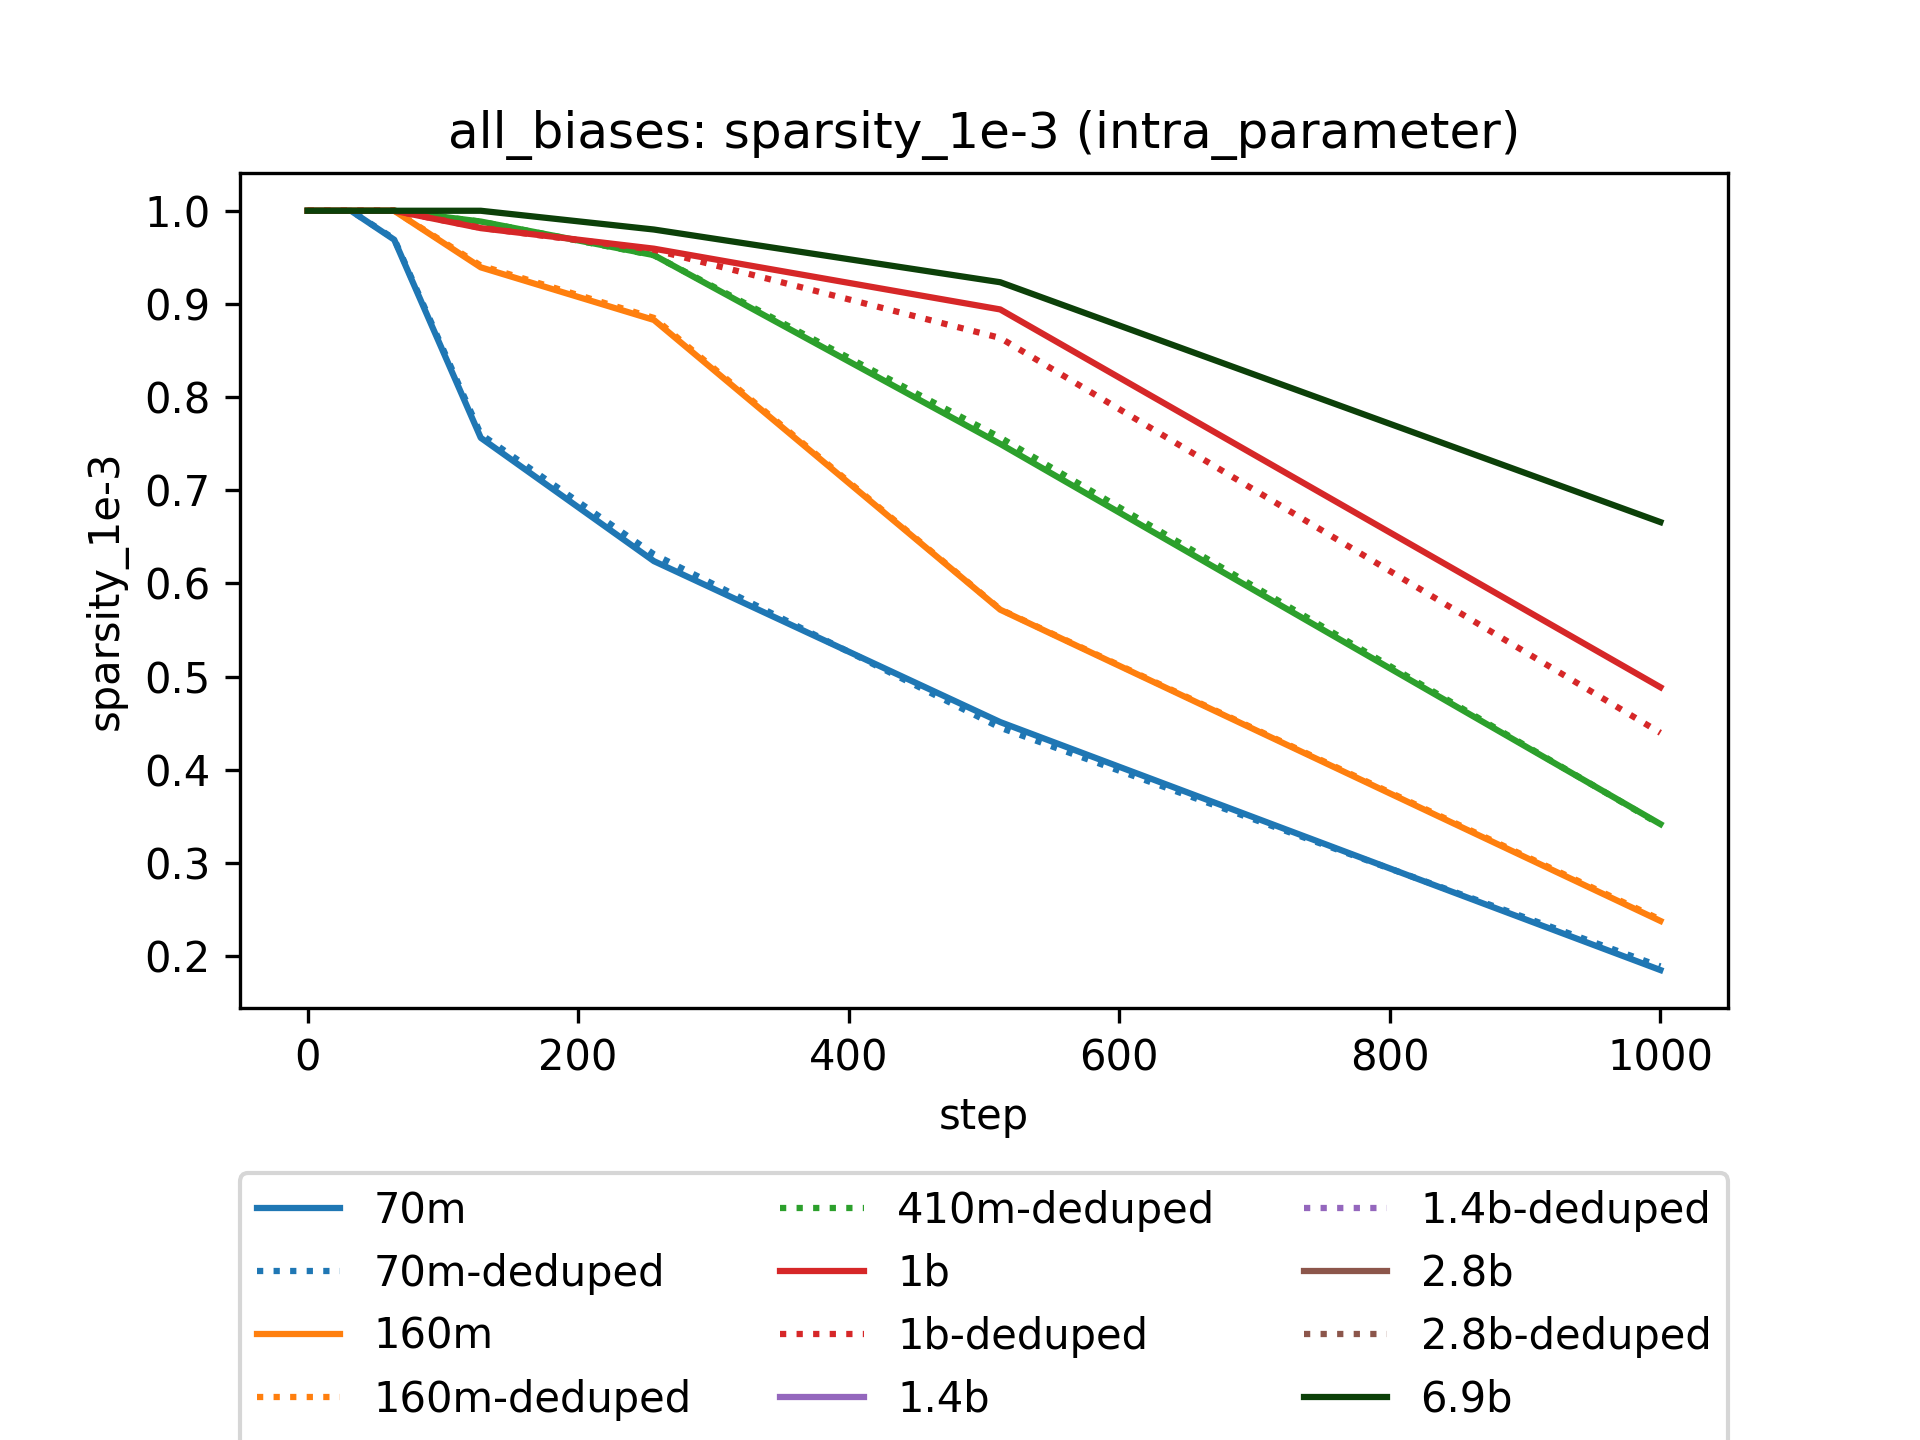 all_biases: sparsity_1e-3 (intra_parameter)
sparsity_1e-3
1.0
0.9
0.8
0.7
0.6
0.5
0.4
0.3
0.2
0 200 400 600 800 1000
step
70m 410m-deduped 1.4b-deduped
70m-deduped 1b 2.8b
160m 1b-deduped 2.8b-deduped
160m-deduped 1.4b 6.9b